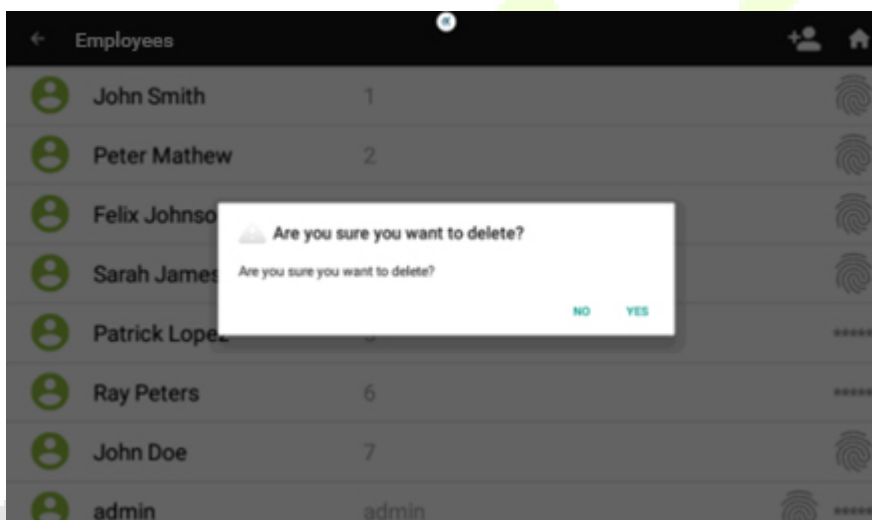 Employees
John Smith 1
Peter Mathew 2
Felix Johnso
Sarah James
Patrick Lopez
Ray Peters 6
John Doe 7
admin admin
Are you sure you want to delete?
Are you sure you want to delete?
NO YES